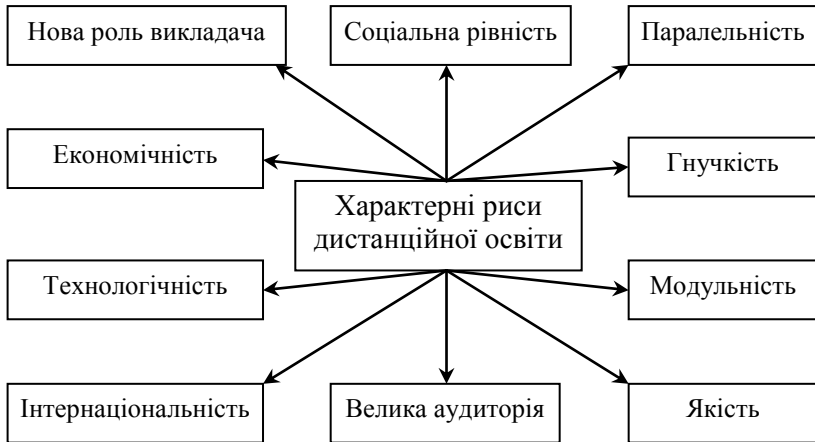 Нова роль викладача
Соціальна рівність
Паралельність
Економічність
Гнучкість
Характерні риси
дистанційної освіти
Технологічність
Модульність
Інтернаціональність
Велика аудиторія
Якість